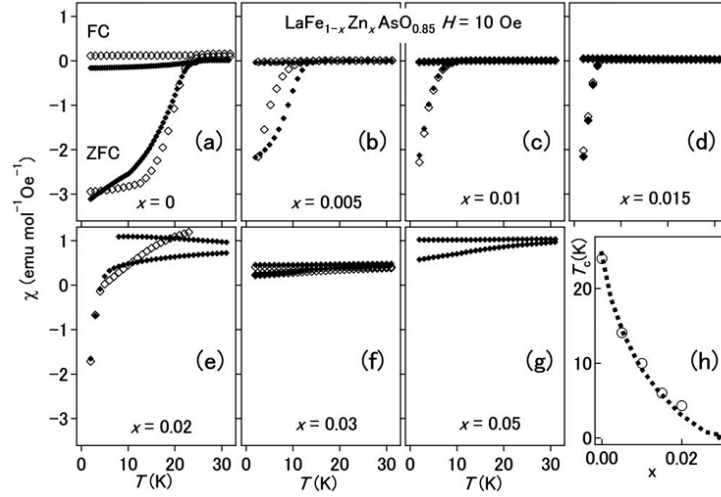 LaFe1-xZnxAsO0.85 H = 10 Oe
FC
ZFC
χ (emu mol-1 Oe-1)
1
0
-1
-2
-3
(a)
x = 0
(b)
x = 0.005
(c)
x = 0.01
(d)
x = 0.015
1
0
1
-2
-3
(e)
x = 0.02
(f)
x = 0.03
(g)
x = 0.05
Tc(K)
20
10
0
(h)
0.00 0.02
x
0 10 20 30
T(K)
0 10 20 30
T(K)
0 10 20 30
T(K)